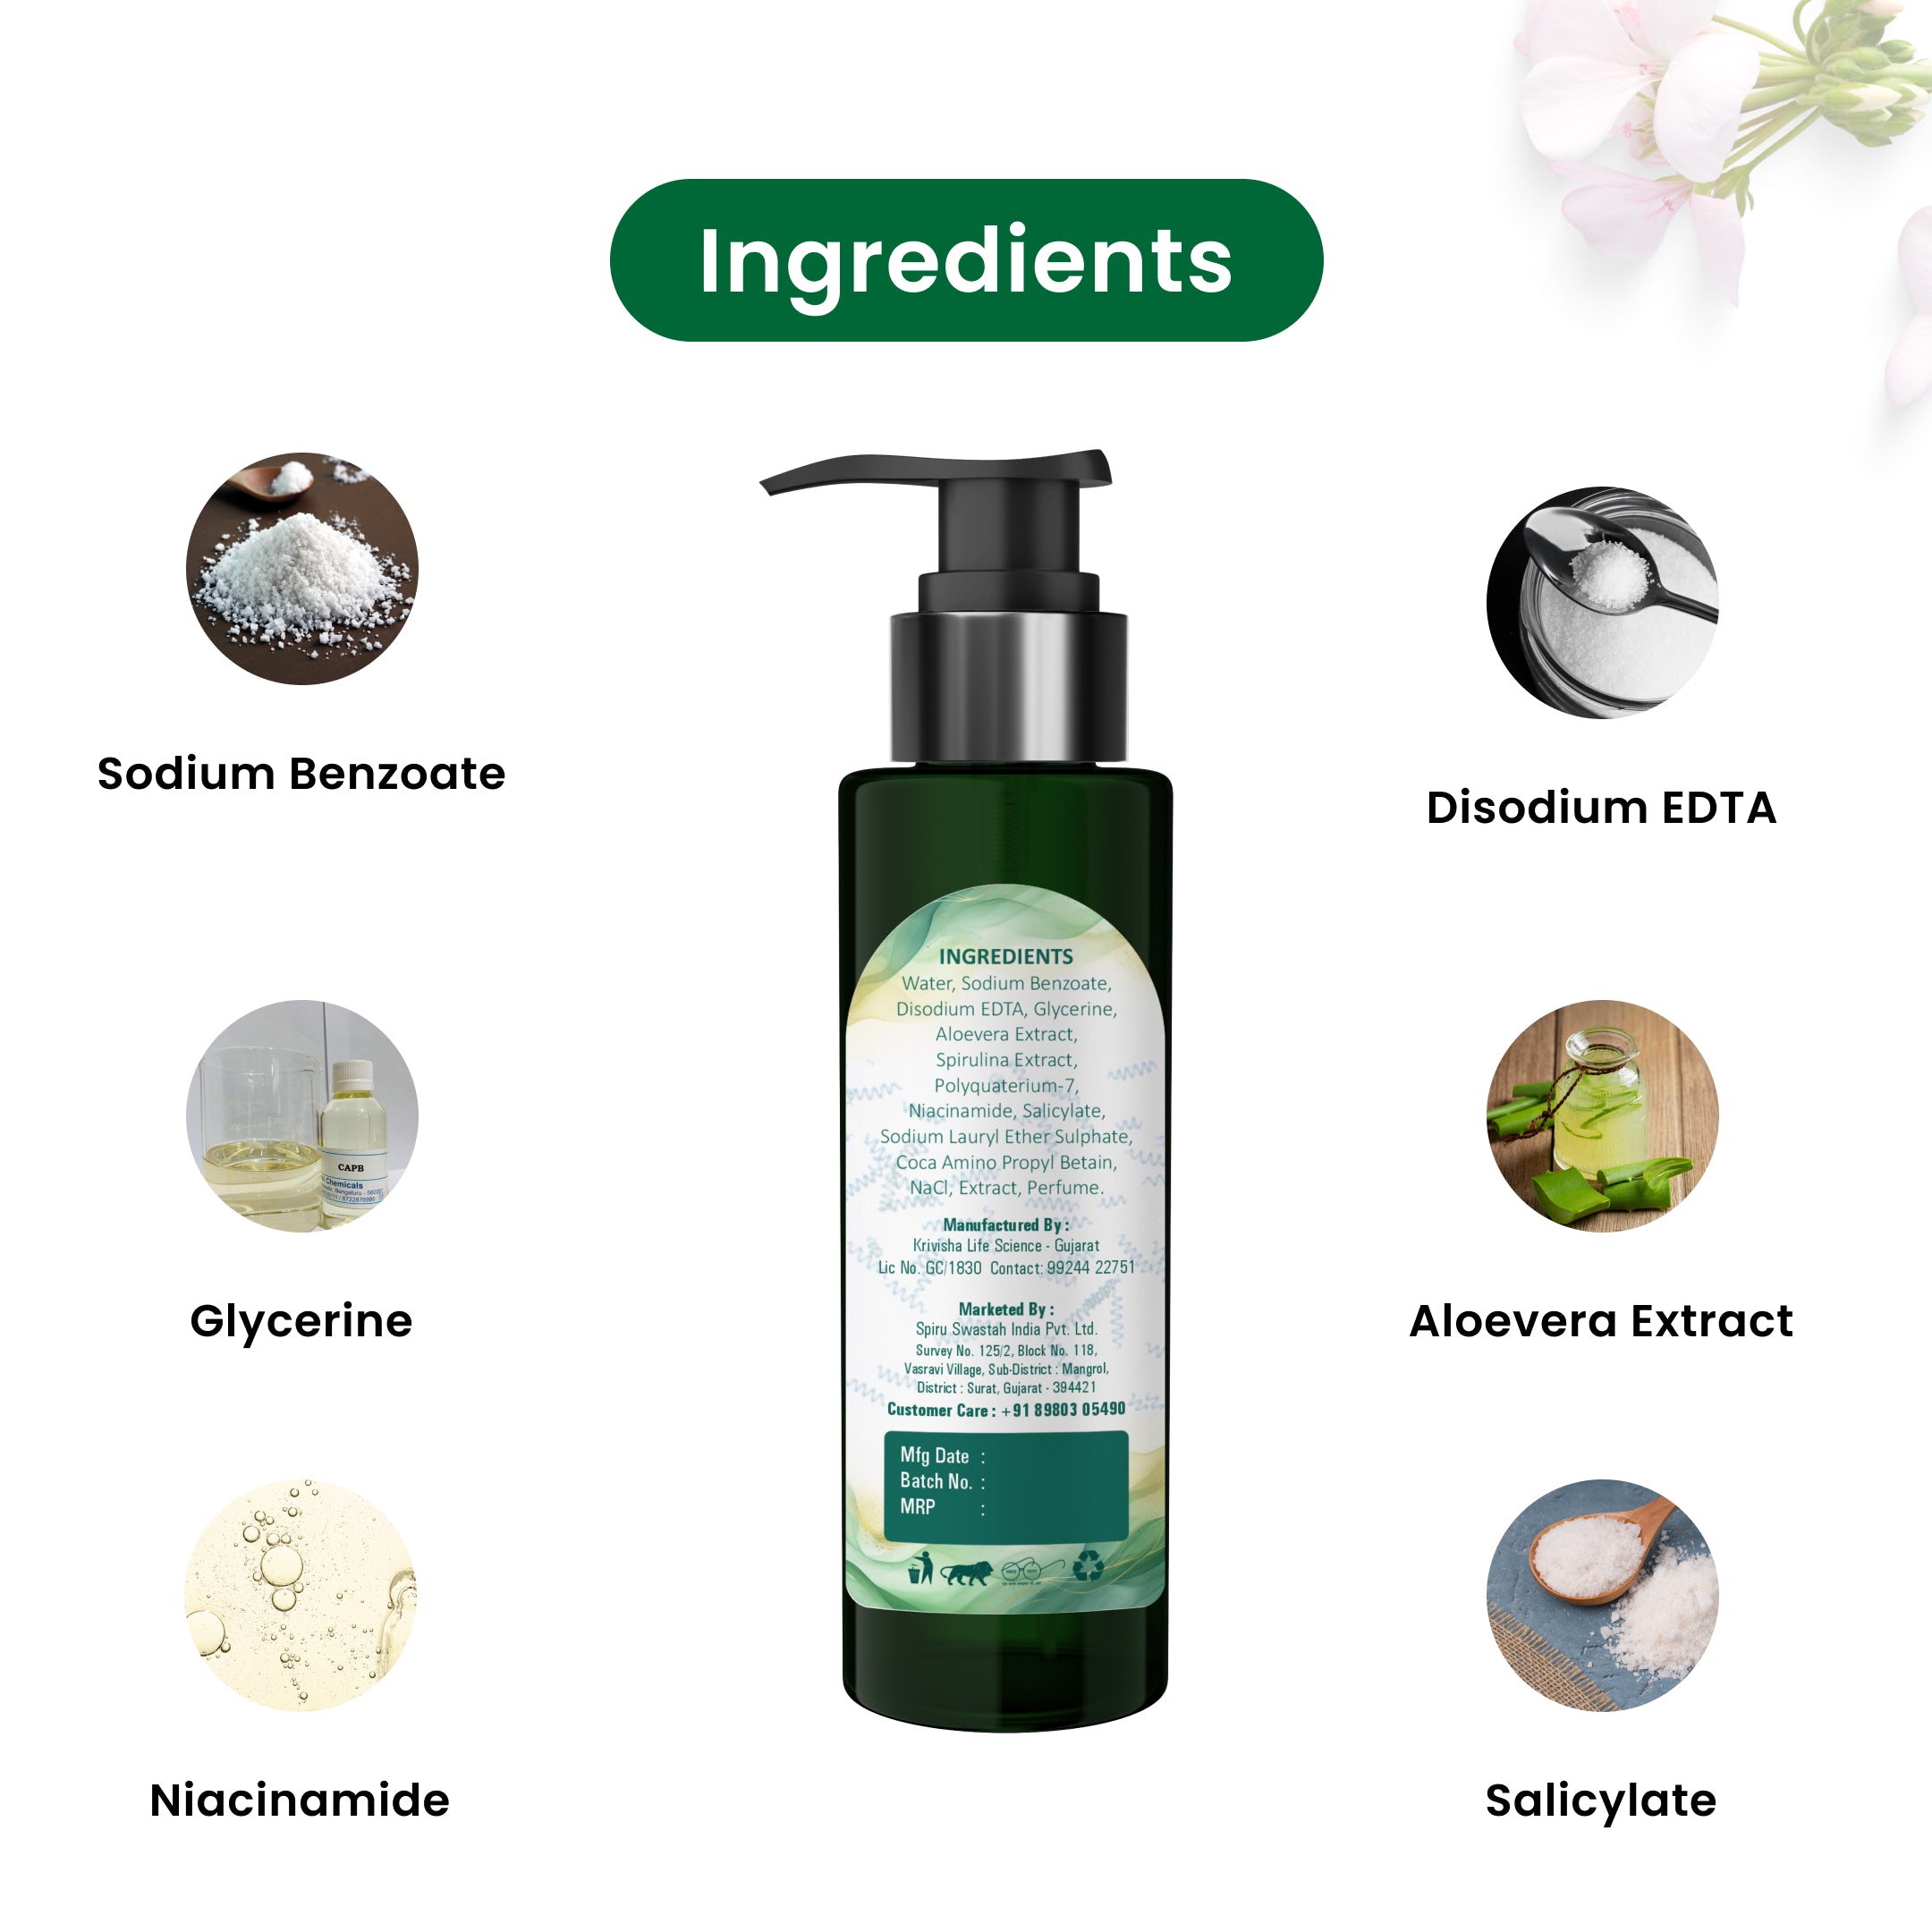 Ingredients
Sodium Benzoate
Disodium EDTA
Glycerine
Aloevera Extract
Niacinamide
Salicylate
CAPB
Chemicals
INGREDIENTS
Water, Sodium Benzoate,
Disodium EDTA, Glycerine,
Aloevera Extract,
Spirulina Extract,
Polyquaterium-7,
Niacinamide, Salicylate,
Sodium Lauryl Ether Sulphate,
Coca Amino Propyl Betain,
NaCl, Extract, Perfume.
Manufactured By :
Krivisha Life Science - Gujarat
Lic No. GC/1830 Contact: 99244 22751
Marketed By :
Spiru Swastah India Pvt. Ltd.
Survey No. 125/2, Block No. 118,
Vasravi Village, Sub-District : Mangrol,
District : Surat, Gujarat - 394421
Customer Care : +91 89803 05490
Mfg Date :
Batch No. :
MRP :